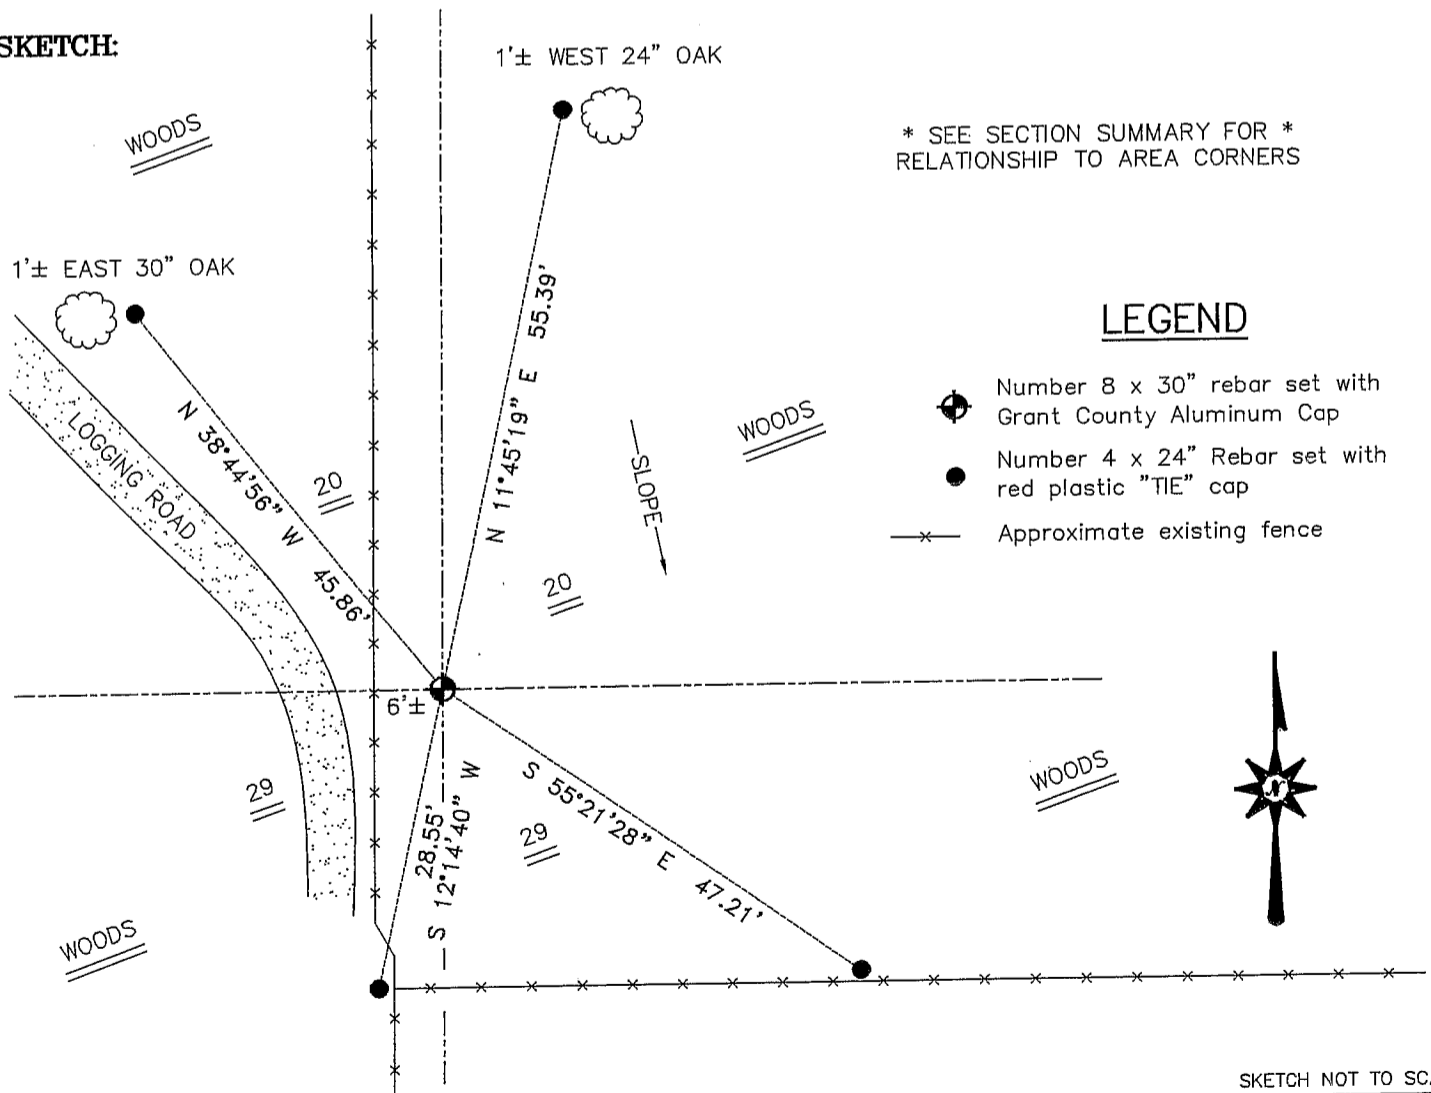 SKETCH:
1'± WEST 24" OAK
WOODS
* SEE SECTION SUMMARY FOR *
RELATIONSHIP TO AREA CORNERS
1'± EAST 30" OAK
N 11°45'19" E 55.39'
LEGEND
Number 8 x 30" rebar set with
Grant County Aluminum Cap
Number 4 x 24" Rebar set with
red plastic "TIE" cap
Approximate existing fence
WOODS
SLOPE
LOGGING ROAD
N 38°44'56" W 45.86'
20
20
6'±
29
28.55'
S 12°14'40" W
29
S 55°21'28" E 47.21'
WOODS
N
WOODS
SKETCH NOT TO